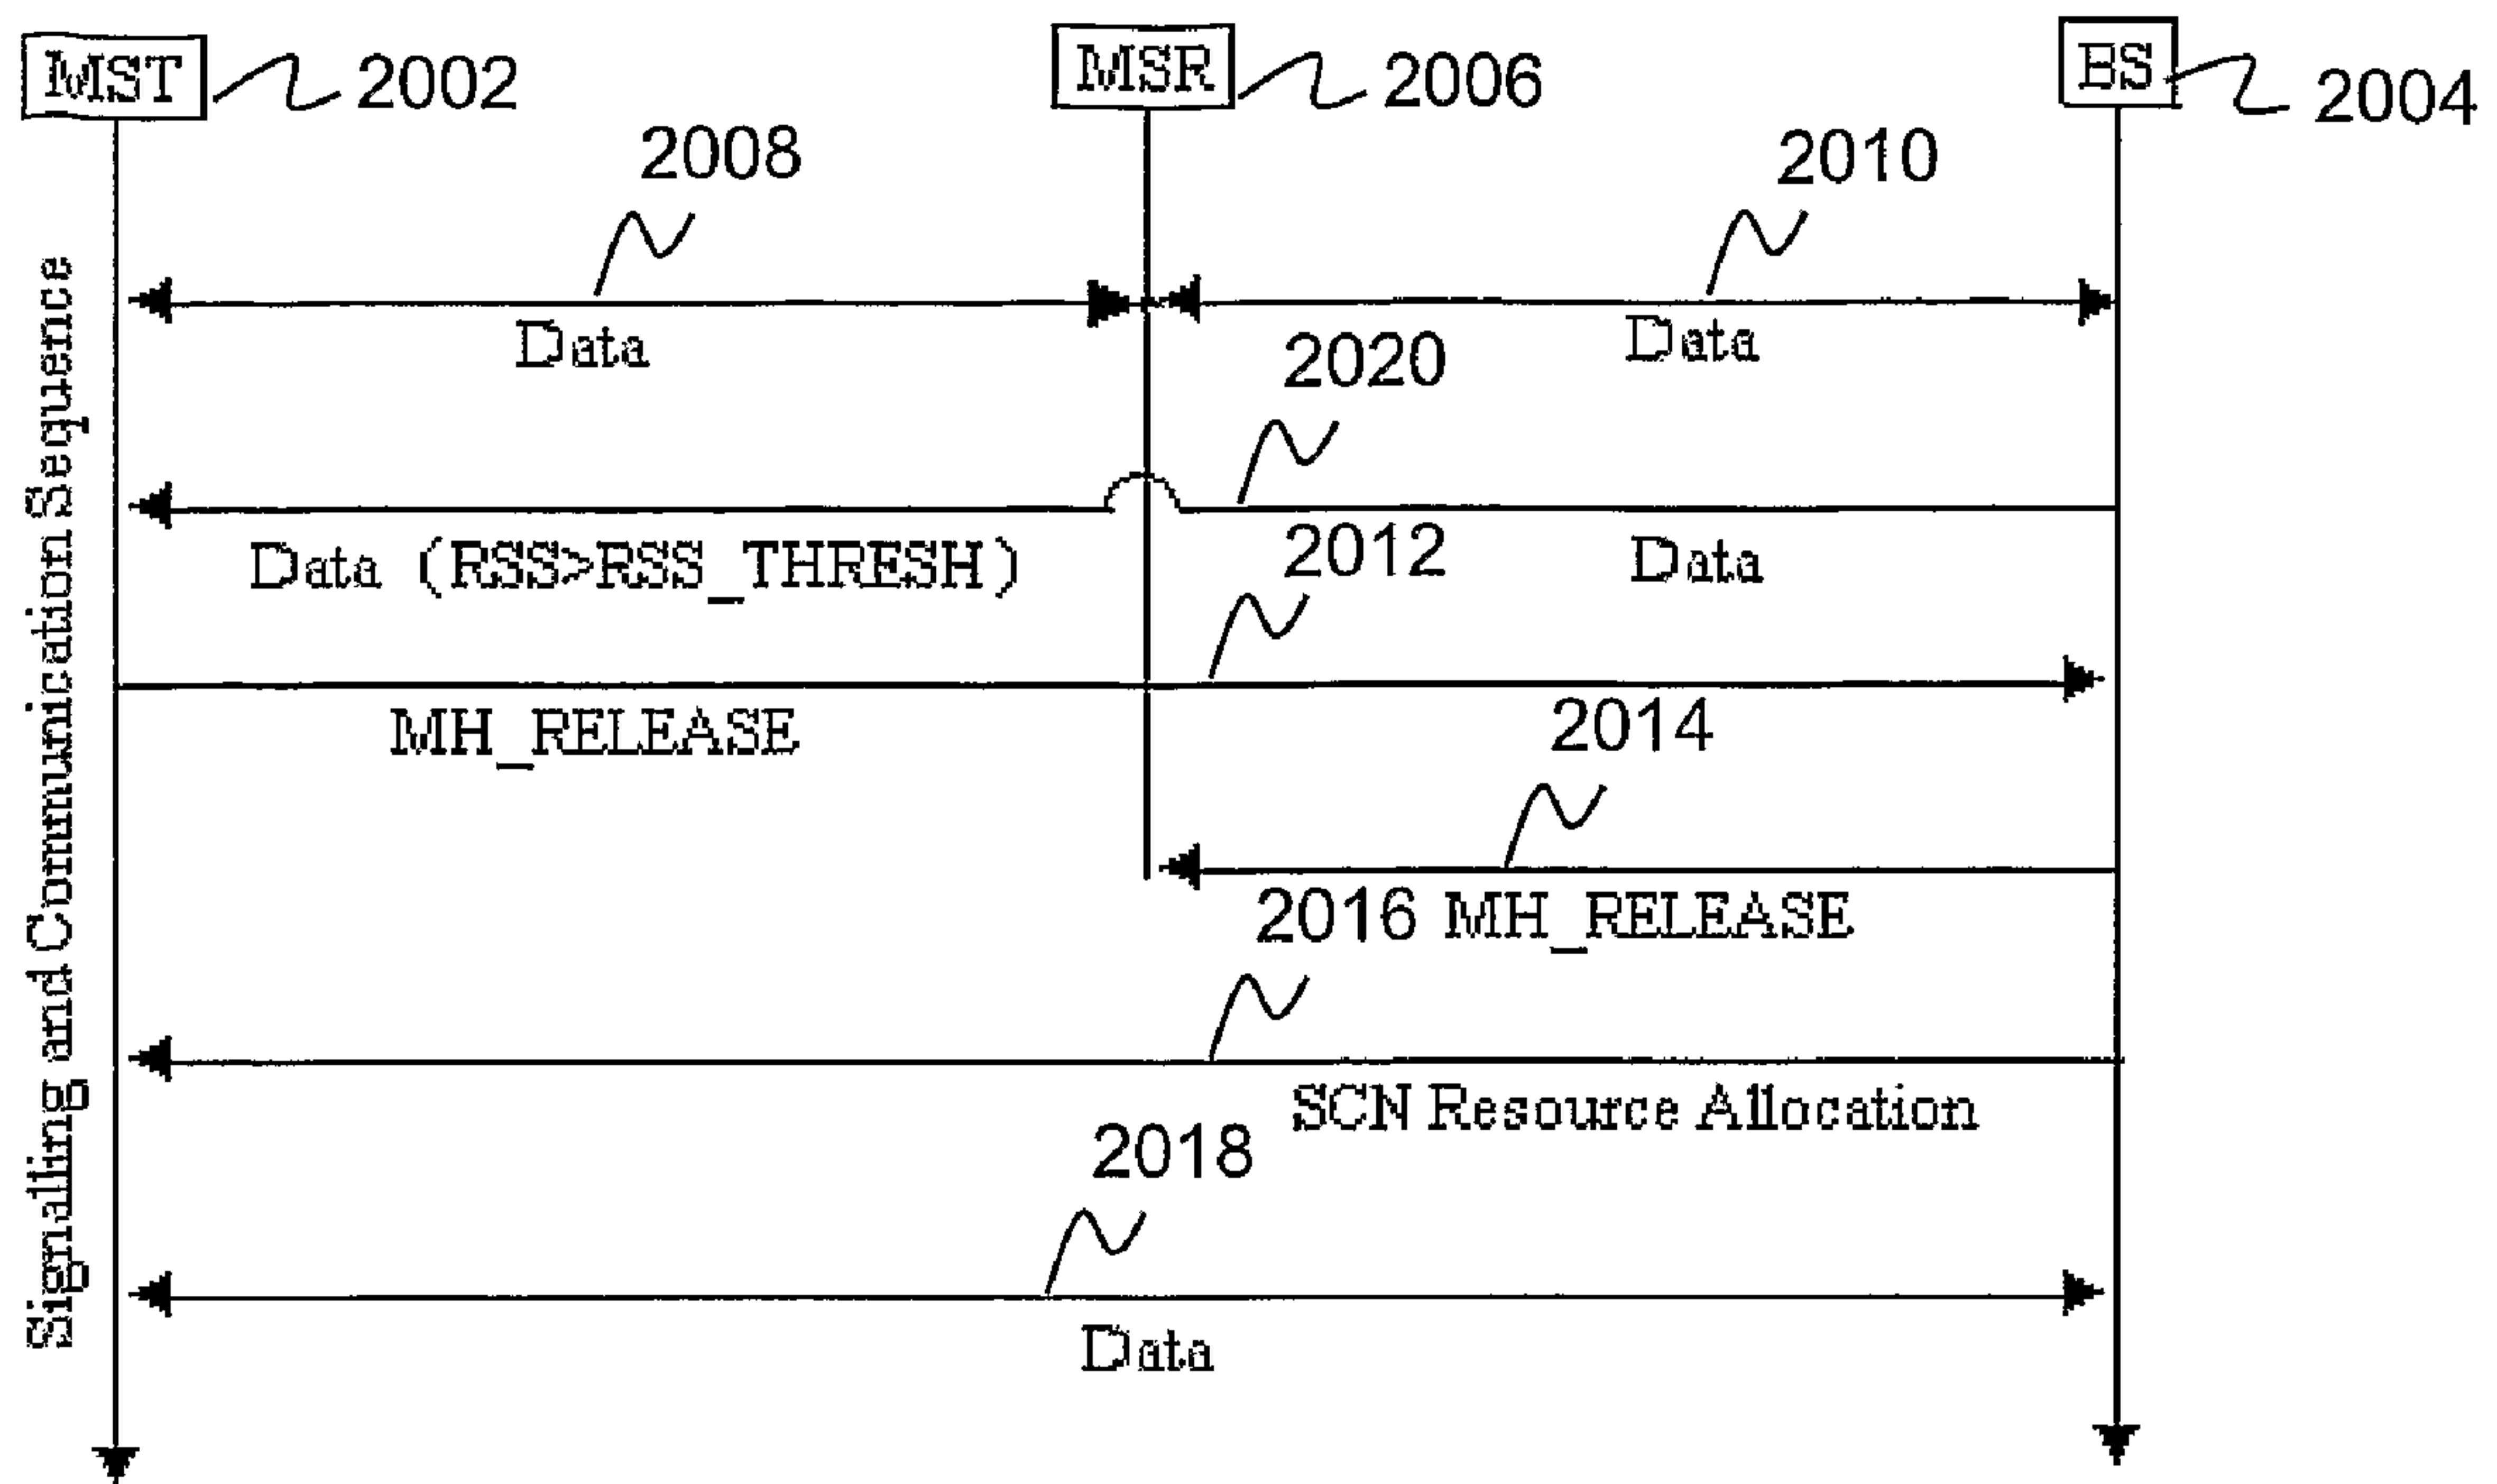 MST
2002
MSR
2006
BS
2004
2008
2010
Data
Data
2020
Data (RSS>RSS_THRESH)
2012
Data
MH_RELEASE
2014
2016
MH_RELEASE
SCN Resource Allocation
2018
Data
Signalling and Communication Sequence